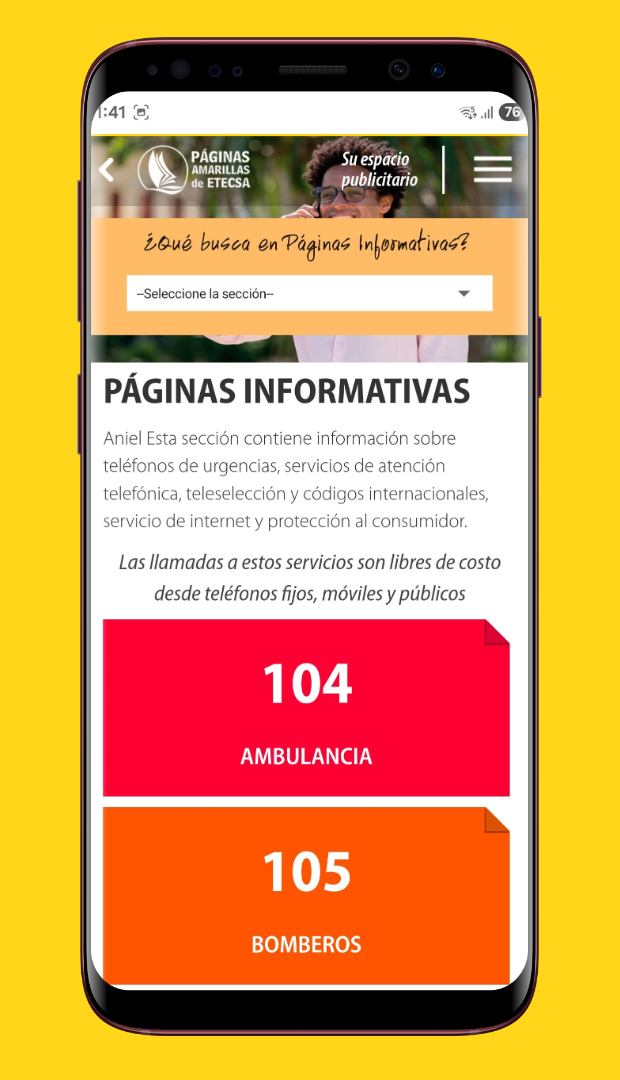 1:41
76
PÁGINAS
AMARILLAS
de ETECSA
Su espacio
publicitario
¿Qué busca en Páginas Informativas?
--Seleccione la sección--
PÁGINAS INFORMATIVAS
Aniel Esta sección contiene información sobre
teléfonos de urgencias, servicios de atención
telefónica, teleselección y códigos internacionales,
servicio de internet y protección al consumidor.
Las llamadas a estos servicios son libres de costo
desde teléfonos fijos, móviles y públicos
104
AMBULANCIA
105
BOMBEROS